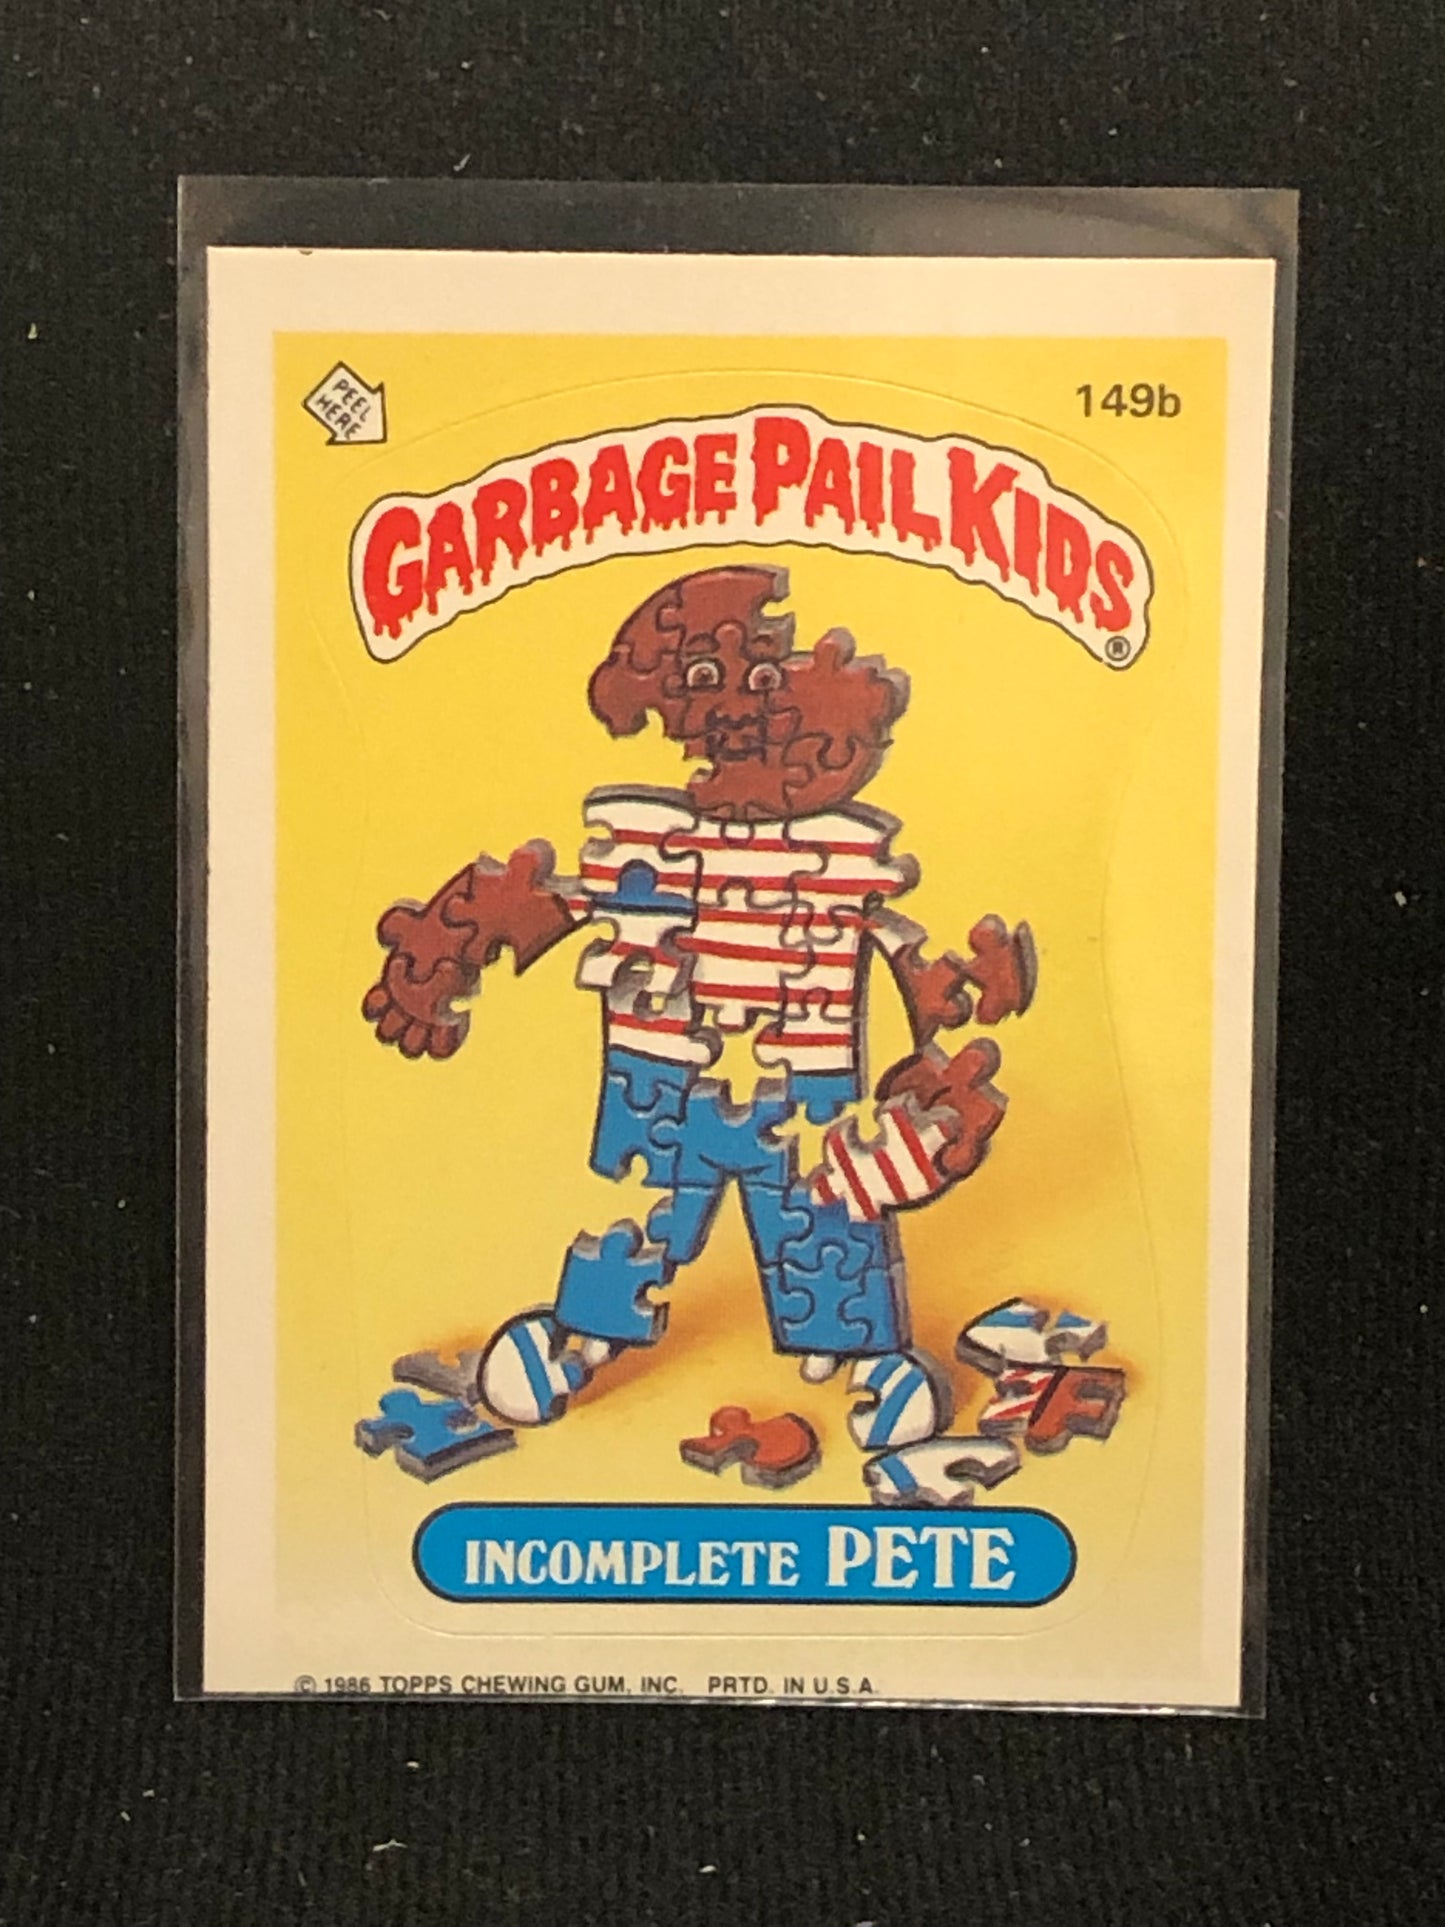 PEEL
HERE
149b
GARBAGE PAIL KIDS
®
INCOMPLETE PETE
© 1986 TOPPS CHEWING GUM, INC. PRTD. IN U.S.A.